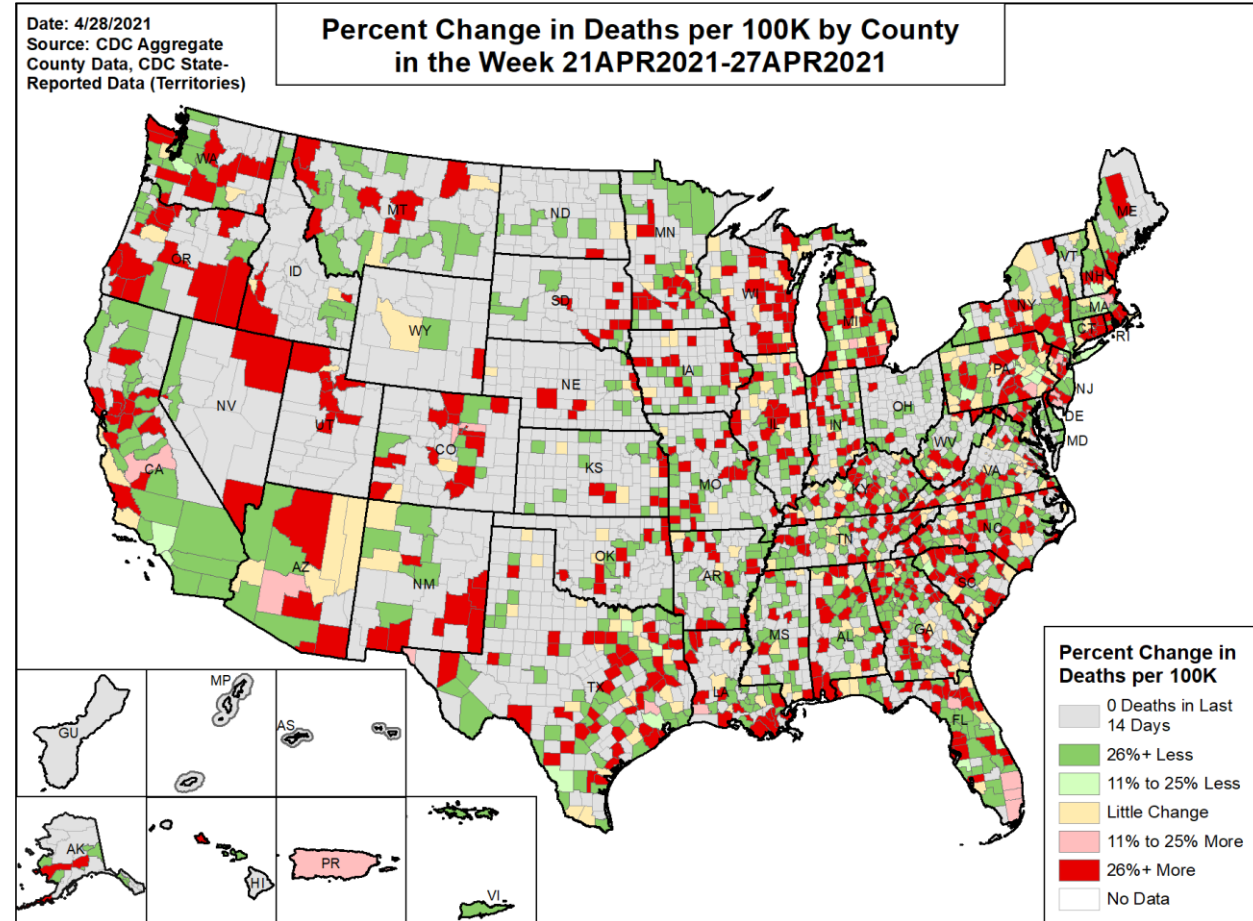 Date: 4/28/2021
Source: CDC Aggregate
County Data, CDC State-
Reported Data (Territories)
Percent Change in Deaths per 100K by County
in the Week 21APR2021-27APR2021
WA
MT
ND
MN
ME
OR
ID
SD
WI
VT
NH
WY
MI
NY
MA
CT
RI
NE
IA
PA
NV
UT
CO
IL
IN
OH
NJ
DE
MD
WV
CA
KS
MO
KY
VA
AZ
NM
OK
AR
TN
NC
SC
TX
LA
MS
AL
GA
FL
GU
MP
AS
AK
HI
PR
VI
Percent Change in
Deaths per 100K
0 Deaths in Last
14 Days
26%+ Less
11% to 25% Less
Little Change
11% to 25% More
26%+ More
No Data